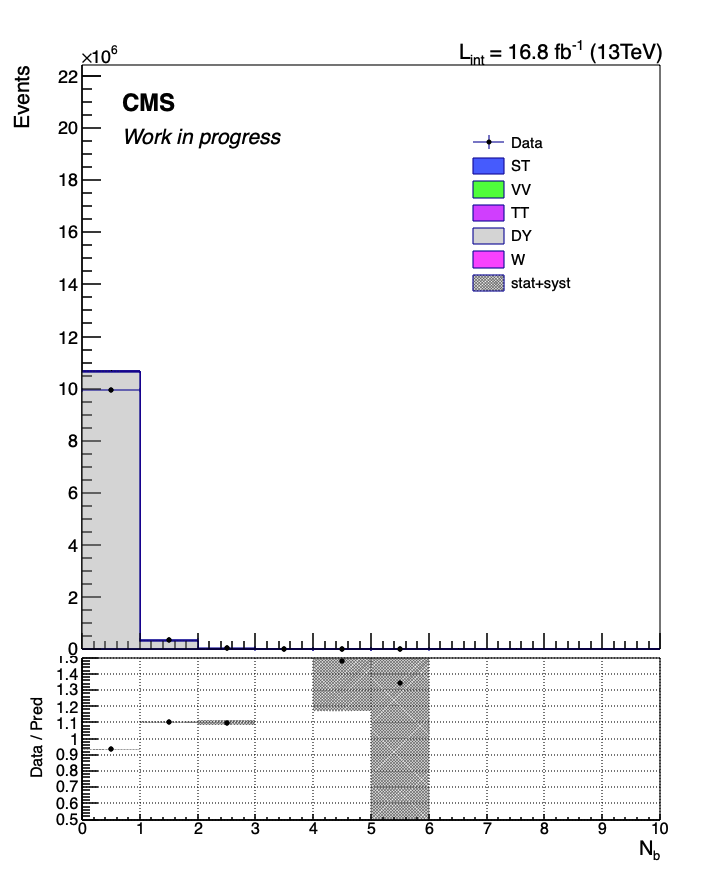 ×10⁶
L_int = 16.8 fb⁻¹ (13TeV)
Events
22
20
18
16
14
12
10
8
6
4
2
0
CMS
Work in progress
Data
ST
VV
TT
DY
W
stat+syst
Data / Pred
1.5
1.4
1.3
1.2
1.1
1
0.9
0.8
0.7
0.6
0.5
0 1 2 3 4 5 6 7 8 9 10
N_b